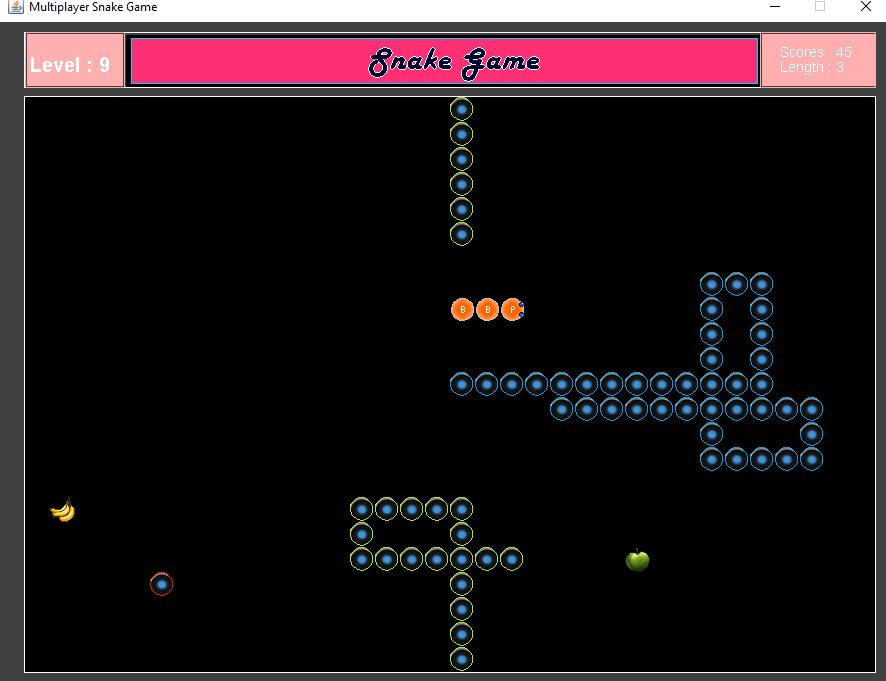 Multiplayer Snake Game
Level : 9
Snake Game
Scores : 45
Length : 3
B B P